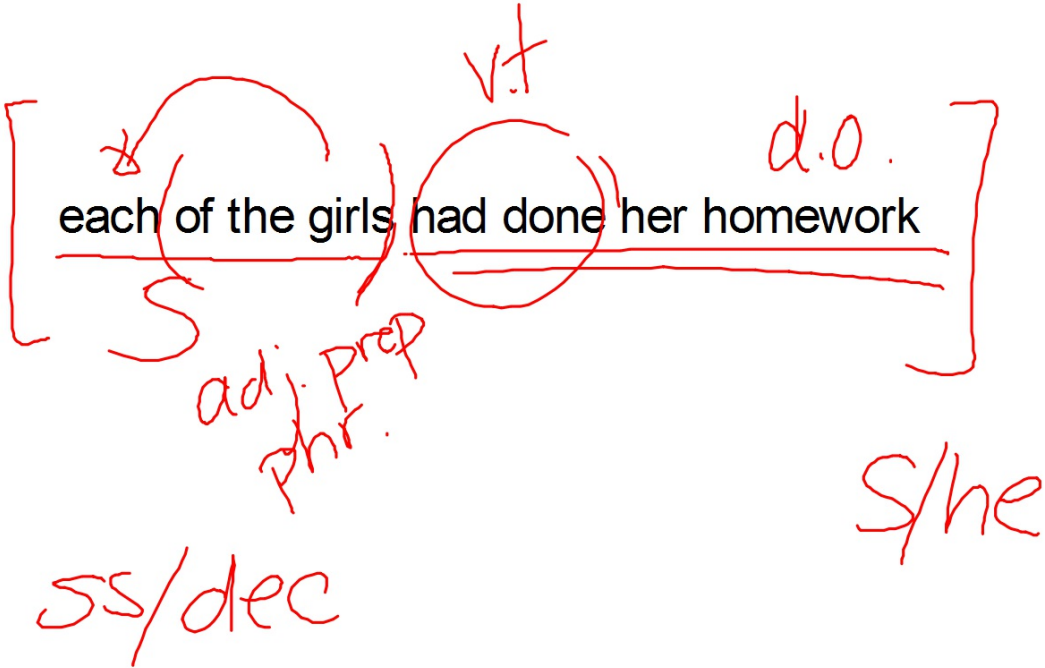 v.t
d.o.
each of the girls had done her homework
S
adj. prep
phr.
S/he
ss/dec